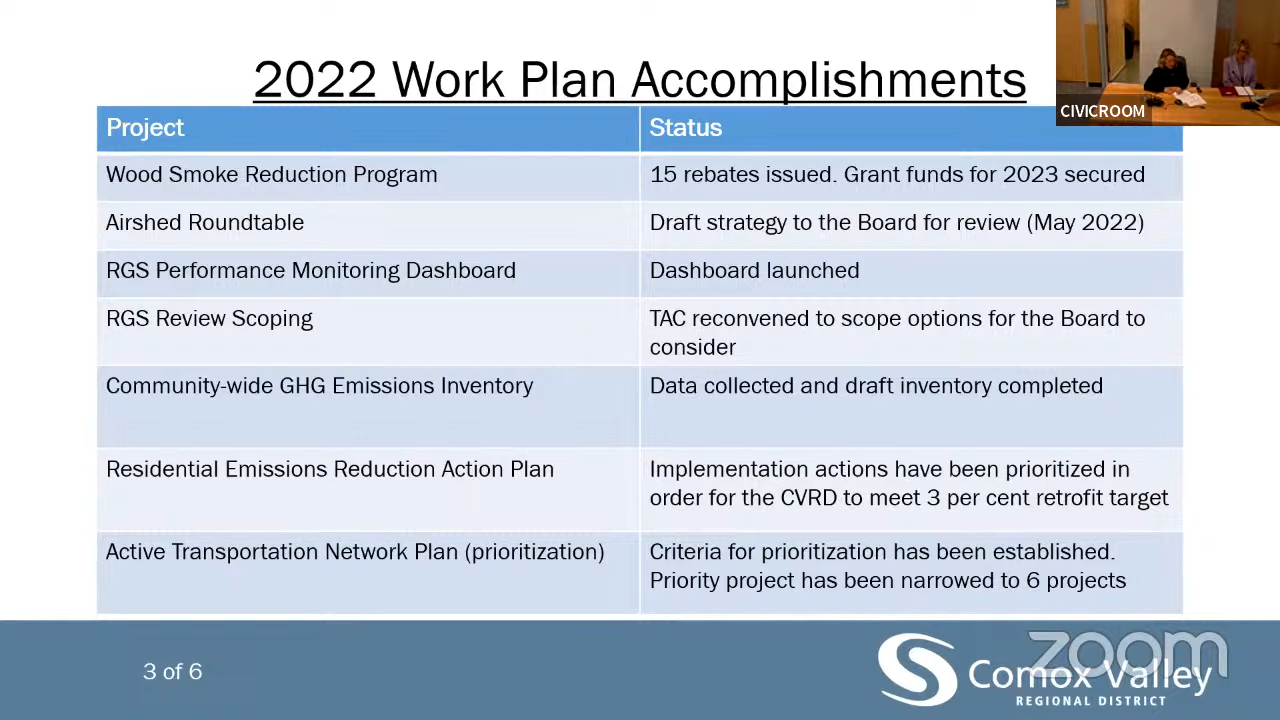 2022 Work Plan Accomplishments
CIVICROOM
Project
Status
Wood Smoke Reduction Program
15 rebates issued. Grant funds for 2023 secured
Airshed Roundtable
Draft strategy to the Board for review (May 2022)
RGS Performance Monitoring Dashboard
Dashboard launched
RGS Review Scoping
TAC reconvened to scope options for the Board to
consider
Community-wide GHG Emissions Inventory
Data collected and draft inventory completed
Residential Emissions Reduction Action Plan
Implementation actions have been prioritized in
order for the CVRD to meet 3 per cent retrofit target
Active Transportation Network Plan (prioritization)
Criteria for prioritization has been established.
Priority project has been narrowed to 6 projects
3 of 6
zoom
Comox Valley
REGIONAL DISTRICT